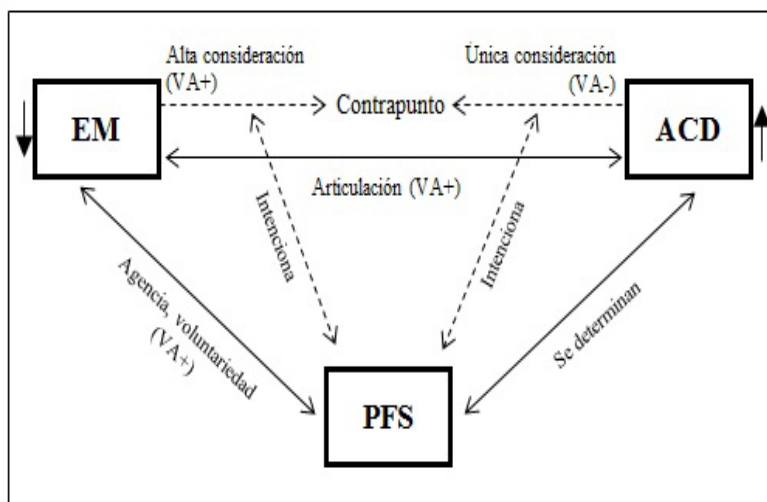 Alta consideración
(VA+)
Única consideración
(VA-)
EM
Contrapunto
ACD
Articulación (VA+)
Intenciona
Intenciona
Agencia, voluntariedad
(VA+)
Se determinan
PFS